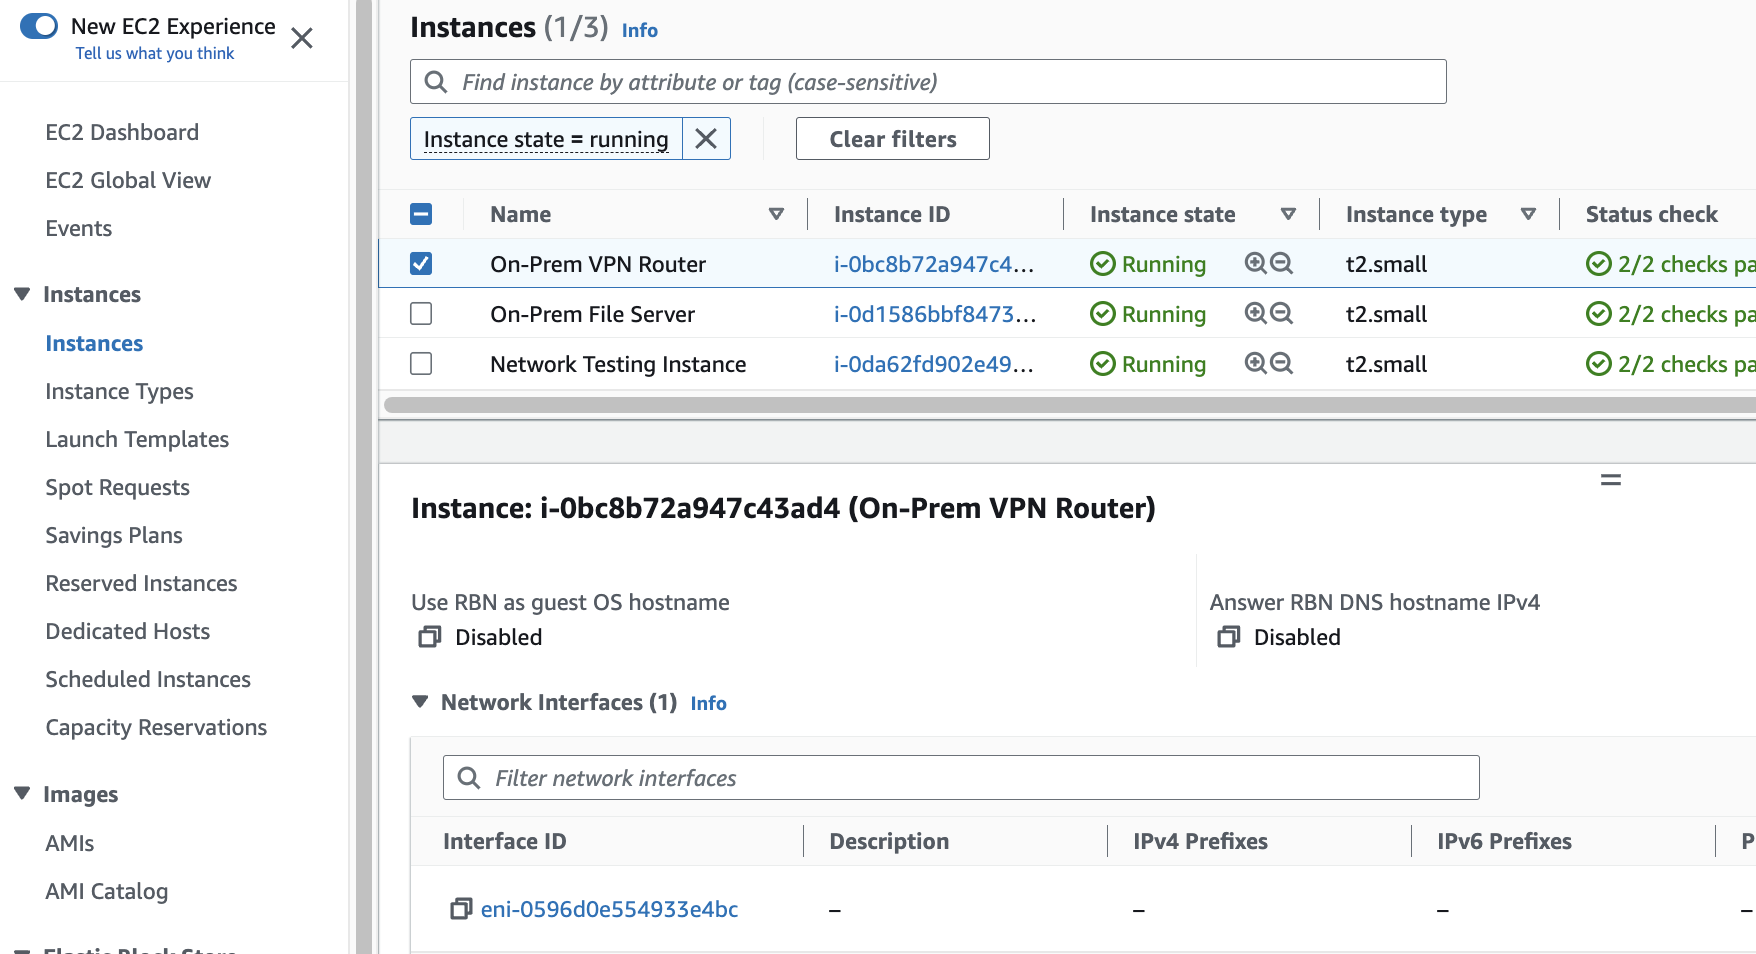 New EC2 Experience
Tell us what you think
EC2 Dashboard
EC2 Global View
Events
Instances
Instances
Instance Types
Launch Templates
Spot Requests
Savings Plans
Reserved Instances
Dedicated Hosts
Scheduled Instances
Capacity Reservations
Images
AMIs
AMI Catalog
Elastic Block Store
Instances (1/3) Info
Find instance by attribute or tag (case-sensitive)
Instance state = running
Clear filters
Name Instance ID Instance state Instance type Status check
On-Prem VPN Router i-0bc8b72a947c4... Running t2.small 2/2 checks pa
On-Prem File Server i-0d1586bbf8473... Running t2.small 2/2 checks pa
Network Testing Instance i-0da62fd902e49... Running t2.small 2/2 checks pa
Instance: i-0bc8b72a947c43ad4 (On-Prem VPN Router)
Use RBN as guest OS hostname
Disabled
Answer RBN DNS hostname IPv4
Disabled
Network Interfaces (1) Info
Filter network interfaces
Interface ID Description IPv4 Prefixes IPv6 Prefixes P
eni-0596d0e554933e4bc – – – –